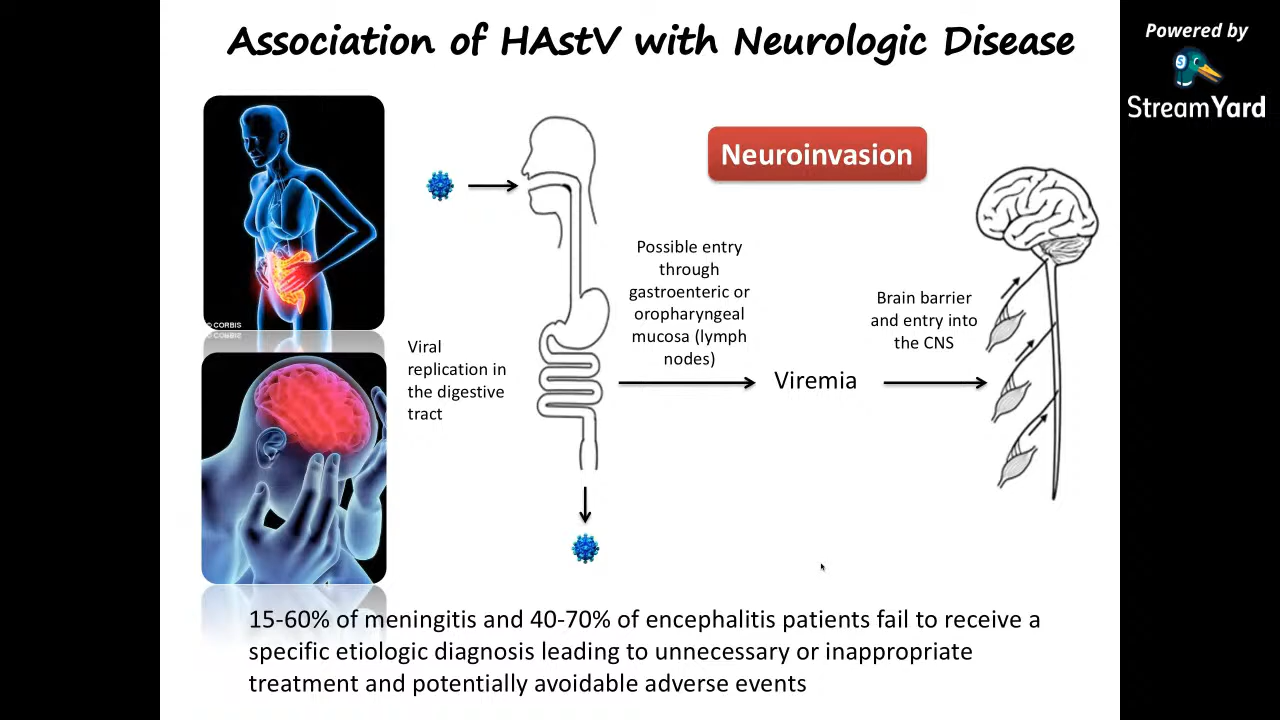 Association of HAstV with Neurologic Disease
Powered by
StreamYard
Neuroinvasion
© CORBIS
Viral
replication in
the digestive
tract
Possible entry
through
gastroenteric or
oropharyngeal
mucosa (lymph
nodes)
Viremia
Brain barrier
and entry into
the CNS
15-60% of meningitis and 40-70% of encephalitis patients fail to receive a
specific etiologic diagnosis leading to unnecessary or inappropriate
treatment and potentially avoidable adverse events